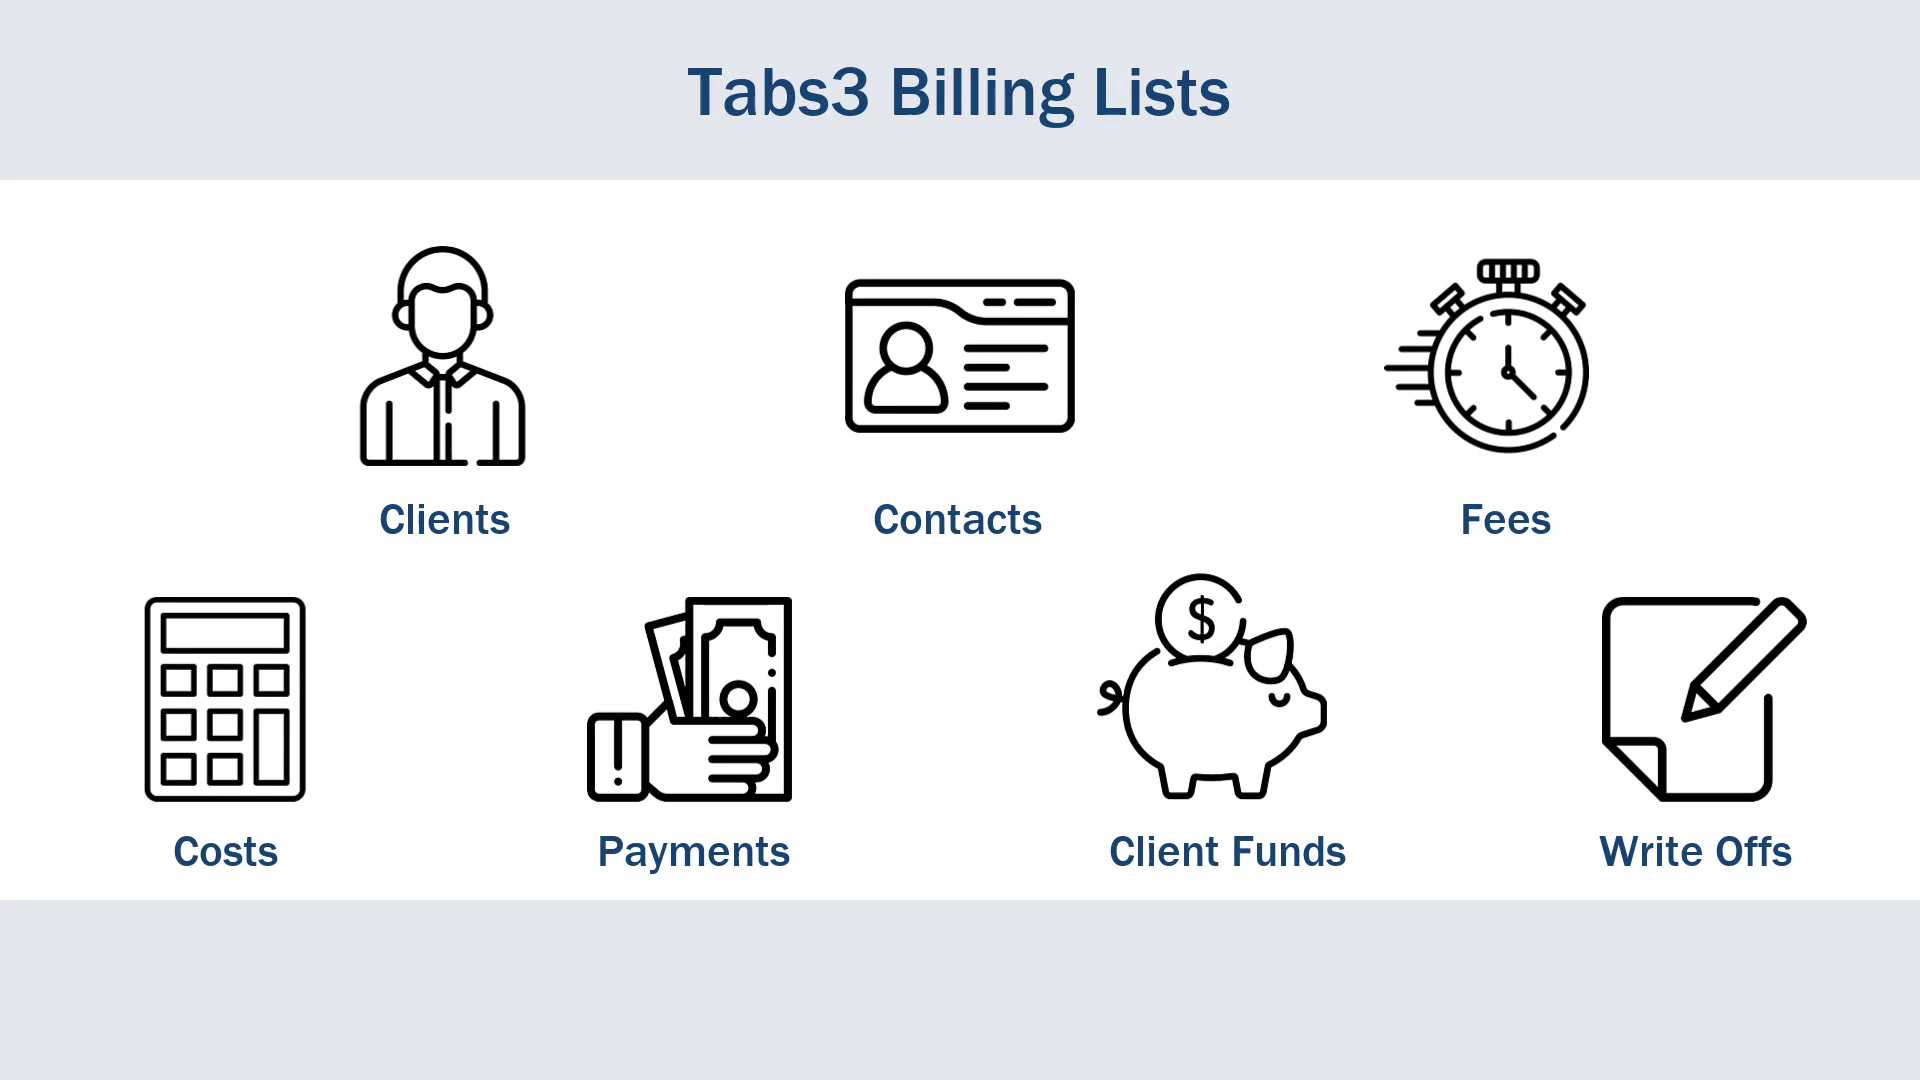 Tabs3 Billing Lists
Clients
Contacts
Fees
$
Costs
Payments
Client Funds
Write Offs